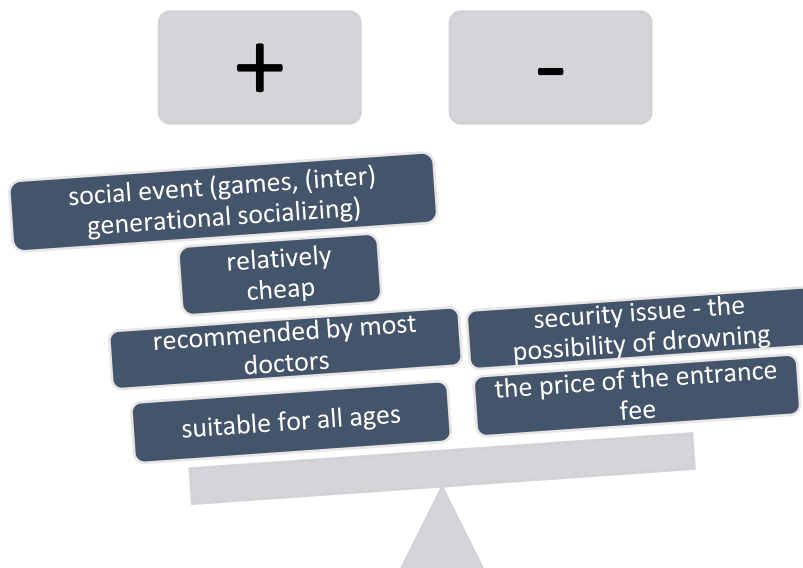 +
-
social event (games, (inter)
generational socializing)
relatively
cheap
recommended by most
doctors
suitable for all ages
security issue - the
possibility of drowning
the price of the entrance
fee